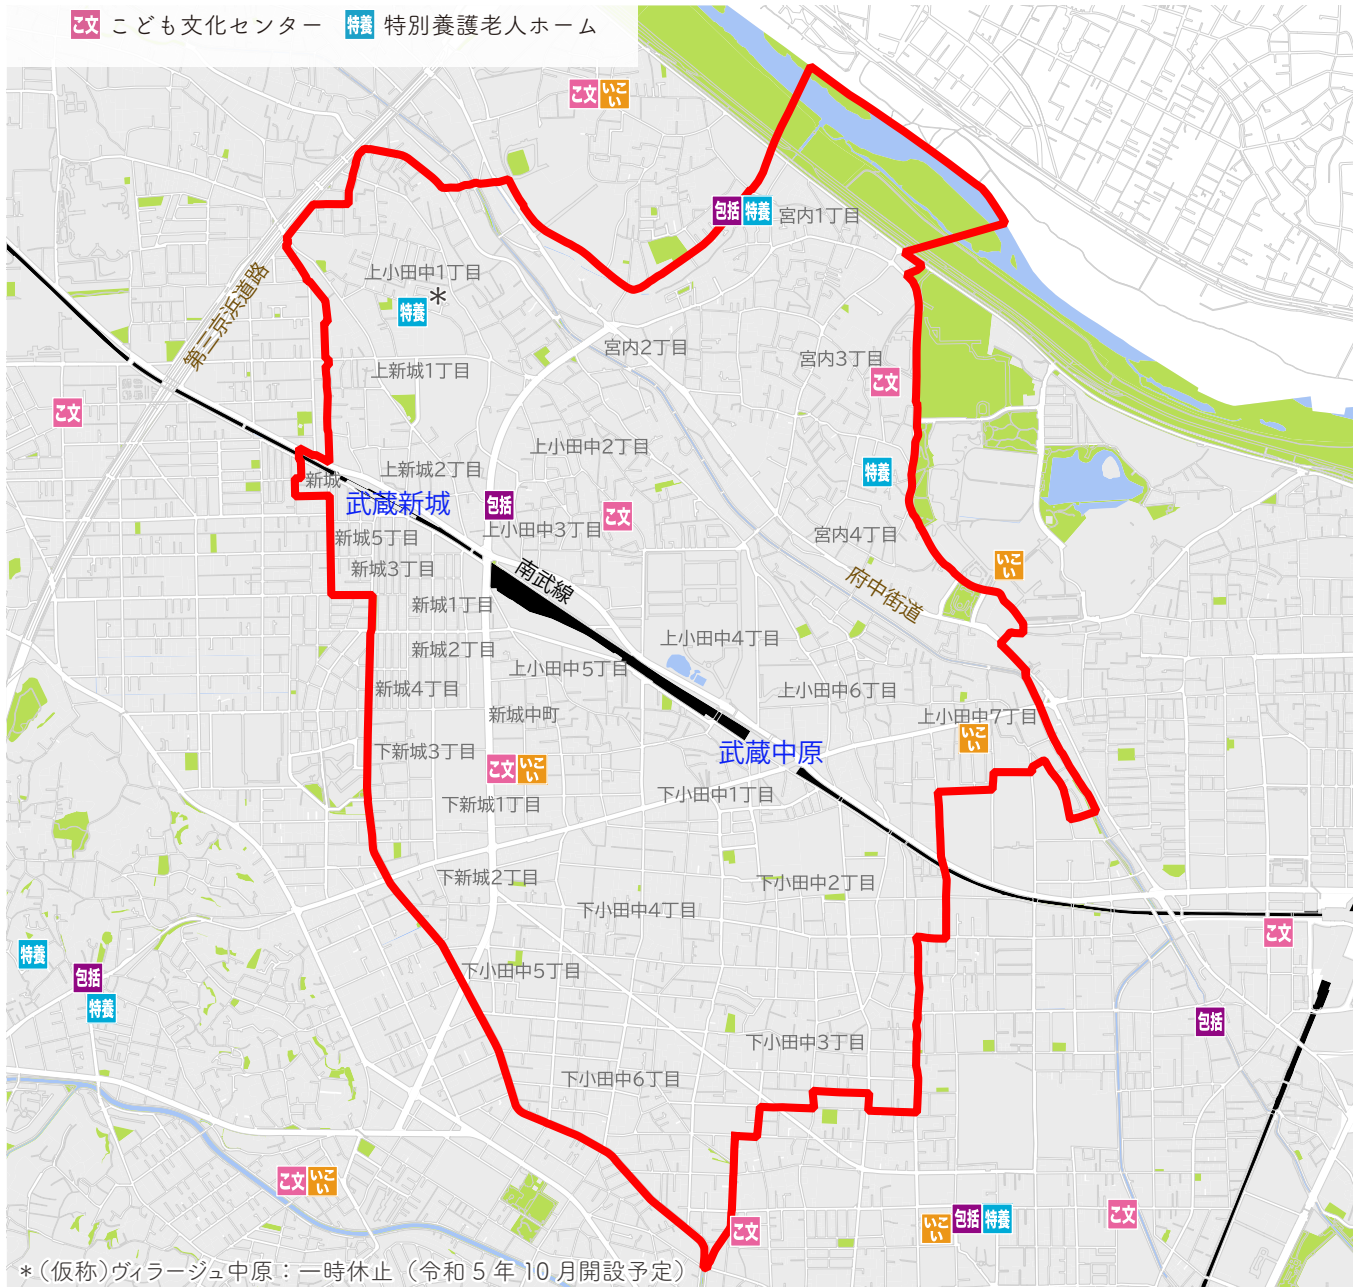 こ文 こども文化センター 特養 特別養護老人ホーム
こ文 いこい
包括 特養 宮内1丁目
上小田中1丁目
特養 *
第三京浜道路
宮内2丁目
宮内3丁目
上新城1丁目
こ文
こ文
上小田中2丁目
上新城2丁目
特養
新城
武蔵新城
包括
こ文
上小田中3丁目
新城5丁目
宮内4丁目
新城3丁目
いこい
南武線
府中街道
新城1丁目
上小田中4丁目
新城2丁目
上小田中5丁目
新城4丁目
上小田中6丁目
新城中町
上小田中7丁目
いこい
下新城3丁目
武蔵中原
こ文 いこい
下小田中1丁目
下新城1丁目
下新城2丁目
下小田中2丁目
下小田中4丁目
こ文
特養
下小田中5丁目
包括
特養
包括
下小田中3丁目
下小田中6丁目
こ文 いこい
こ文
いこい 包括 特養
こ文
*(仮称)ヴィラージュ中原：一時休止（令和5年10月開設予定）